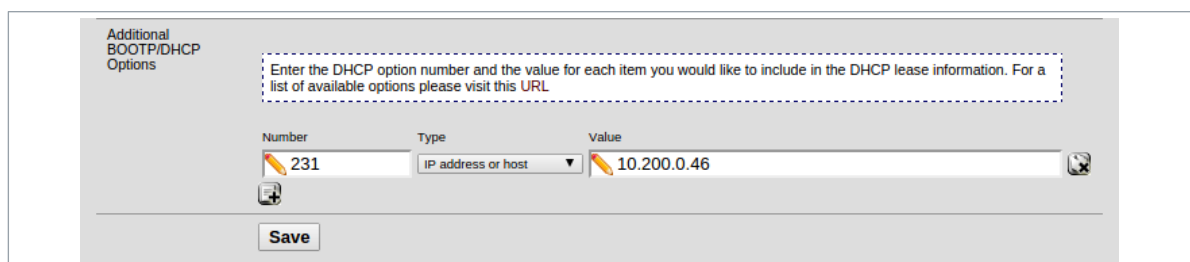 Additional
BOOTP/DHCP
Options
Enter the DHCP option number and the value for each item you would like to include in the DHCP lease information. For a
list of available options please visit this URL
Number Type Value
231 IP address or host 10.200.0.46
Save